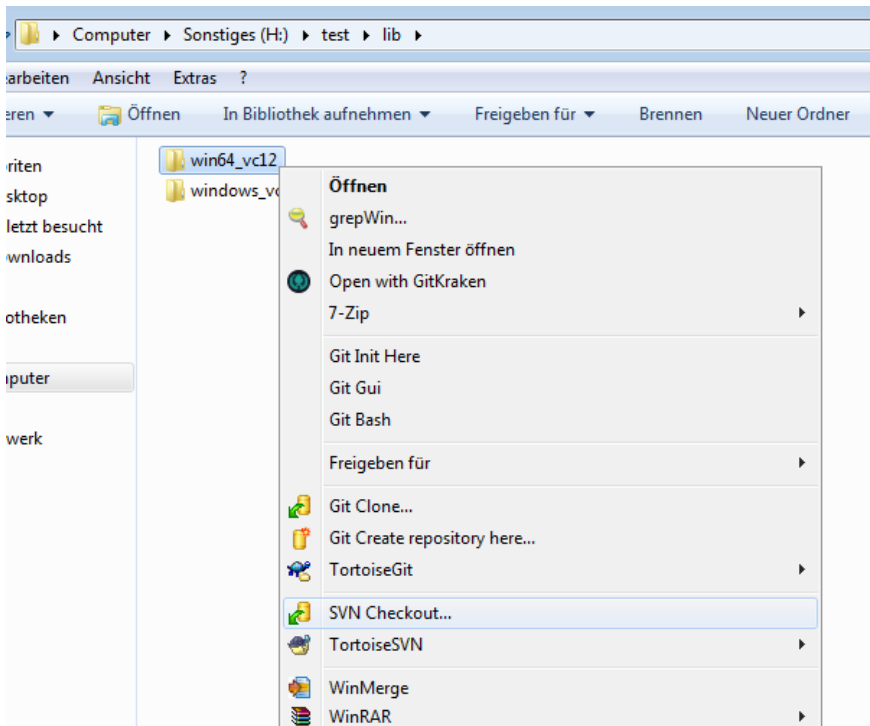 Computer ▸ Sonstiges (H:) ▸ test ▸ lib ▸
earbeiten Ansicht Extras ?
eren Öffnen In Bibliothek aufnehmen Freigeben für Brennen Neuer Ordner
riten
sktop
letzt besucht
wnloads
otheken
mputer
werk
win64_vc12
windows_vc
Öffnen
grepWin...
In neuem Fenster öffnen
Open with GitKraken
7-Zip
Git Init Here
Git Gui
Git Bash
Freigeben für
Git Clone...
Git Create repository here...
TortoiseGit
SVN Checkout...
TortoiseSVN
WinMerge
WinRAR